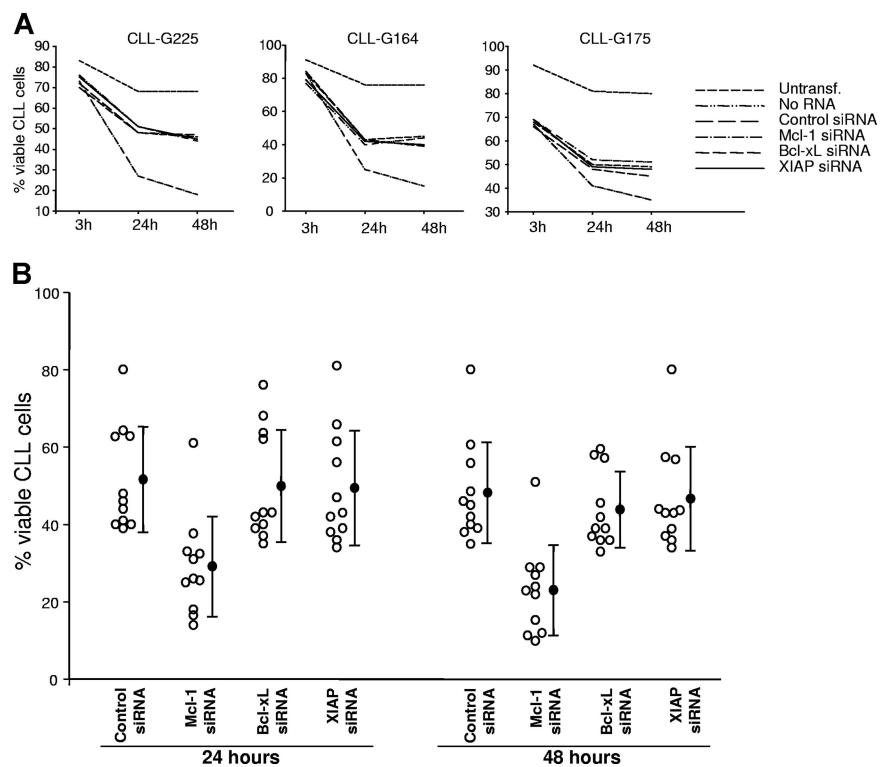 A
CLL-G225
CLL-G164
CLL-G175
% viable CLL cells
90
80
70
60
50
40
30
20
10
3h
24h
48h
100
80
60
40
20
0
3h
24h
48h
100
90
80
70
60
50
40
30
3h
24h
48h
Untransf.
No RNA
Control siRNA
Mcl-1 siRNA
Bcl-xL siRNA
XIAP siRNA
B
% viable CLL cells
100
80
60
40
20
0
Control
siRNA
Mcl-1
siRNA
Bcl-xL
siRNA
XIAP
siRNA
Control
siRNA
Mcl-1
siRNA
Bcl-xL
siRNA
XIAP
siRNA
24 hours
48 hours